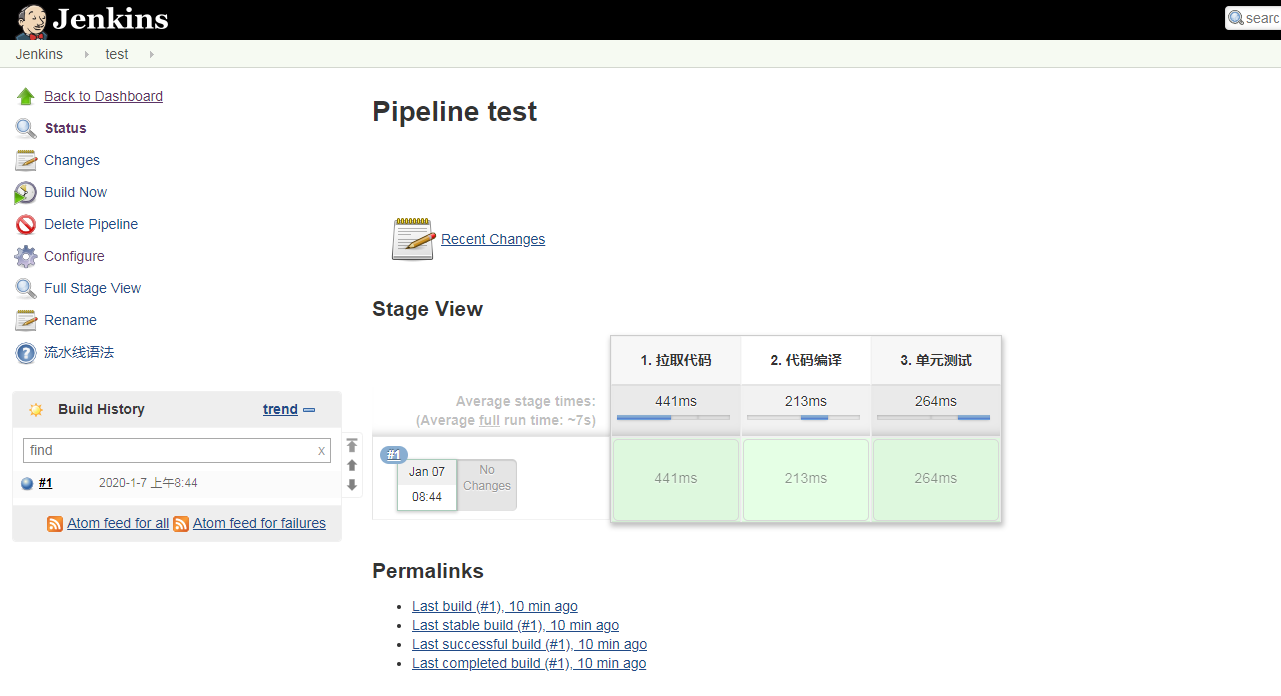 Jenkins
searc
Jenkins test
Back to Dashboard
Status
Changes
Build Now
Delete Pipeline
Configure
Full Stage View
Rename
流水线语法
Build History trend
find x
#1 2020-1-7 上午8:44
Atom feed for all Atom feed for failures
Pipeline test
Recent Changes
Stage View
1. 拉取代码 2. 代码编译 3. 单元测试
Average stage times: 441ms 213ms 264ms
(Average full run time: ~7s)
#1
Jan 07 No
Changes
08:44
441ms 213ms 264ms
Permalinks
Last build (#1), 10 min ago
Last stable build (#1), 10 min ago
Last successful build (#1), 10 min ago
Last completed build (#1), 10 min ago